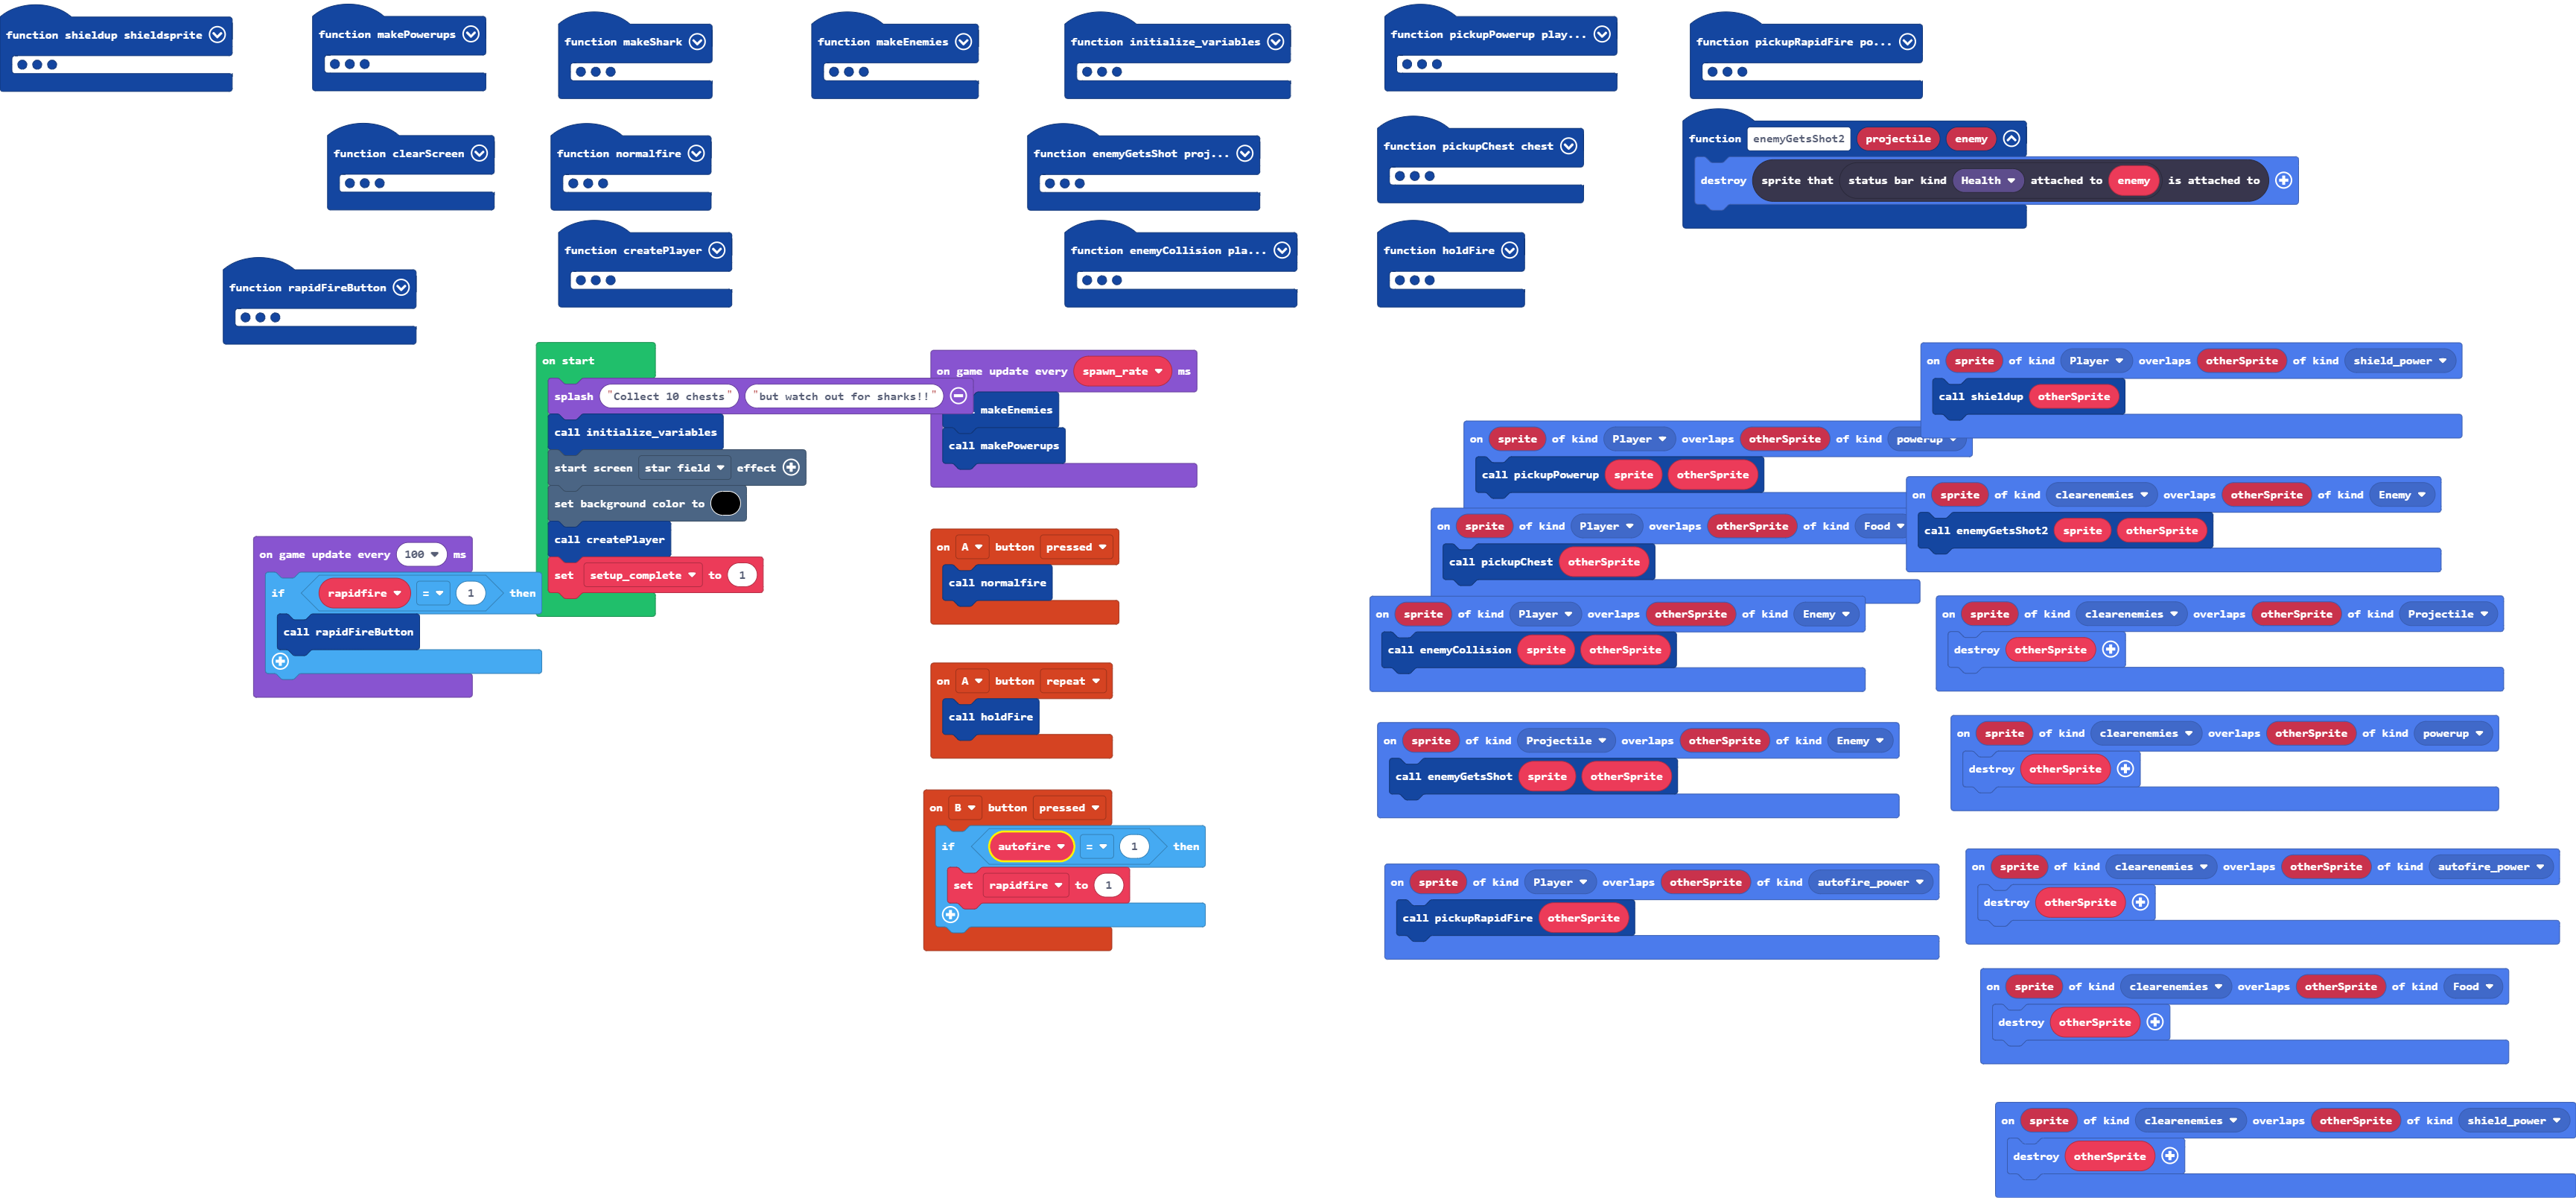 function shieldup shieldsprite
function makePowerups
function makeShark
function makeEnemies
function initialize_variables
function pickupPowerup play...
function pickupRapidFire po...
function clearScreen
function normalfire
function enemyGetsShot proj...
function pickupChest chest
function enemyGetsShot2 projectile enemy
destroy sprite that status bar kind Health attached to enemy is attached to
function rapidFireButton
function createPlayer
function enemyCollision pla...
function holdFire
on start
splash "Collect 10 chests" "but watch out for sharks!!"
call initialize_variables
start screen star field effect
set background color to
call createPlayer
set setup_complete to 1
on game update every 100 ms
if rapidfire = 1 then
call rapidFireButton
on game update every spawn_rate ms
makeEnemies
call makePowerups
on A button pressed
call normalfire
on A button repeat
call holdFire
on B button pressed
if autofire = 1 then
set rapidfire to 1
on sprite of kind Player overlaps otherSprite of kind shield_power
call shieldup otherSprite
on sprite of kind Player overlaps otherSprite of kind powerup
call pickupPowerup sprite otherSprite
on sprite of kind Player overlaps otherSprite of kind Food
call pickupChest otherSprite
on sprite of kind Player overlaps otherSprite of kind Enemy
call enemyCollision sprite otherSprite
on sprite of kind Projectile overlaps otherSprite of kind Enemy
call enemyGetsShot sprite otherSprite
on sprite of kind Player overlaps otherSprite of kind autofire_power
call pickupRapidFire otherSprite
on sprite of kind clearenemies overlaps otherSprite of kind Enemy
call enemyGetsShot2 sprite otherSprite
on sprite of kind clearenemies overlaps otherSprite of kind Projectile
destroy otherSprite
on sprite of kind clearenemies overlaps otherSprite of kind powerup
destroy otherSprite
on sprite of kind clearenemies overlaps otherSprite of kind autofire_power
destroy otherSprite
on sprite of kind clearenemies overlaps otherSprite of kind Food
destroy otherSprite
on sprite of kind clearenemies overlaps otherSprite of kind shield_power
destroy otherSprite